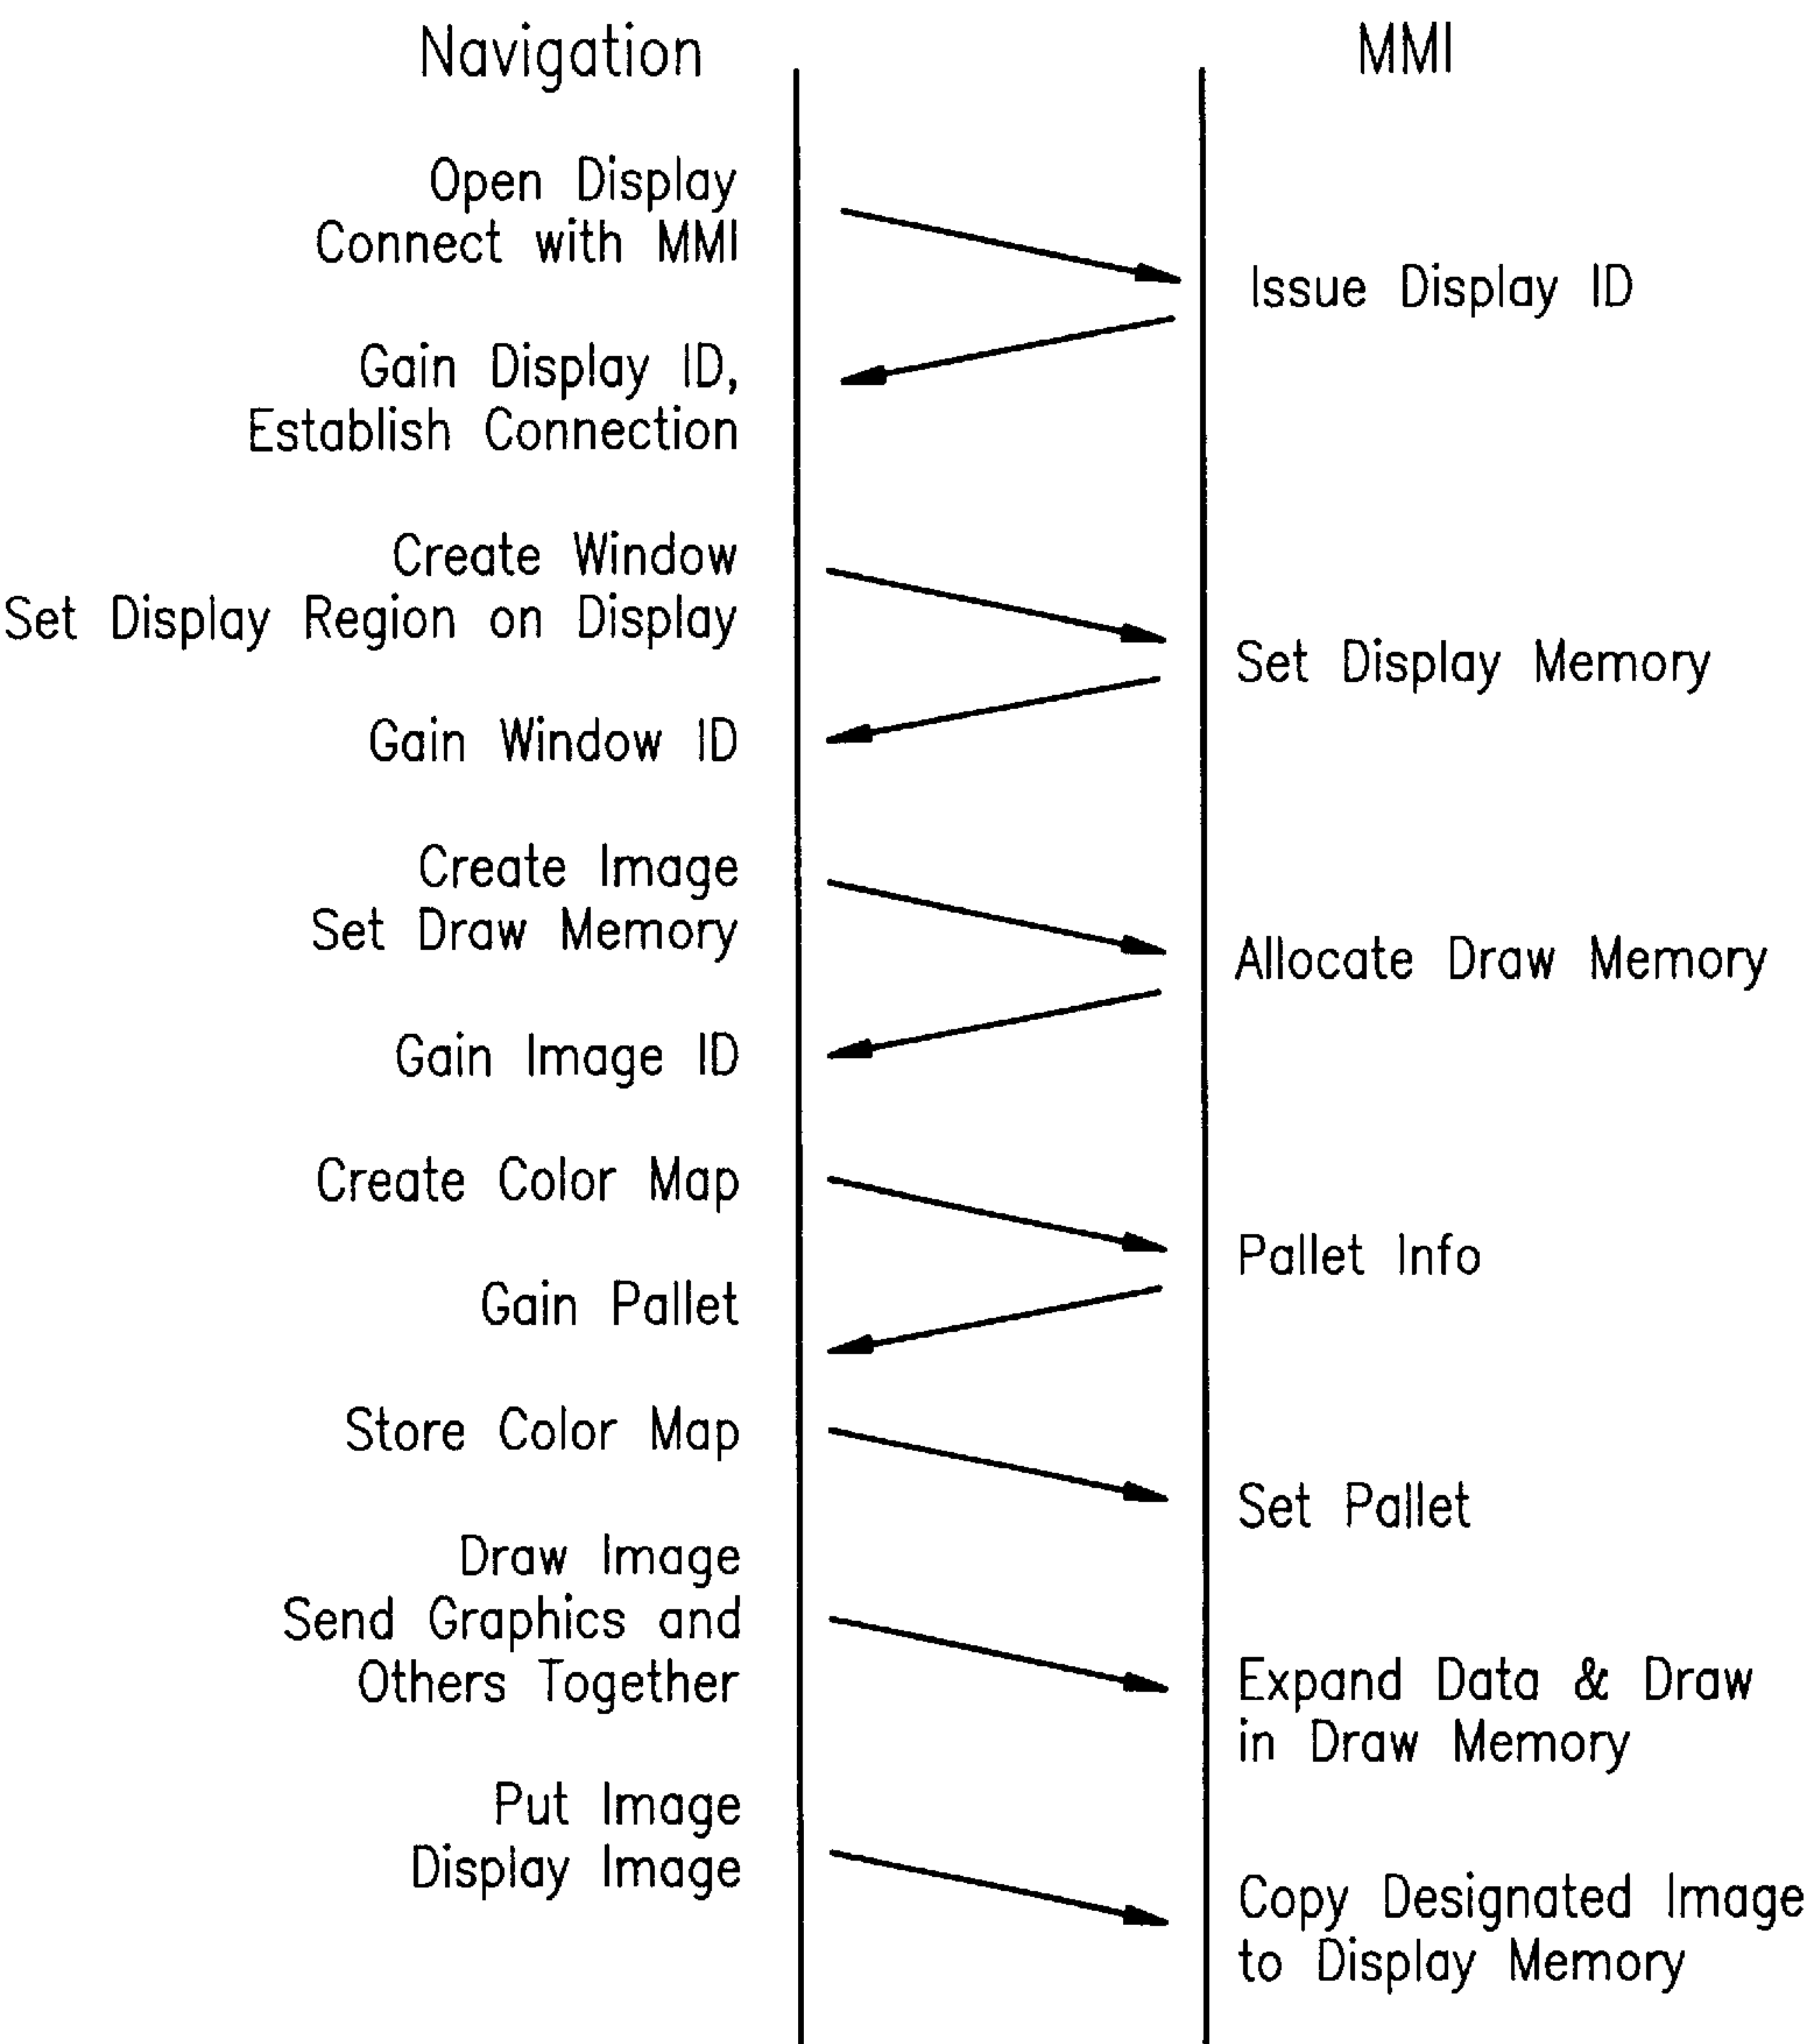 Navigation
MMI
Open Display
Connect with MMI
Issue Display ID
Gain Display ID,
Establish Connection
Create Window
Set Display Region on Display
Set Display Memory
Gain Window ID
Create Image
Set Draw Memory
Allocate Draw Memory
Gain Image ID
Create Color Map
Pallet Info
Gain Pallet
Store Color Map
Set Pallet
Draw Image
Send Graphics and
Others Together
Expand Data & Draw
in Draw Memory
Put Image
Display Image
Copy Designated Image
to Display Memory